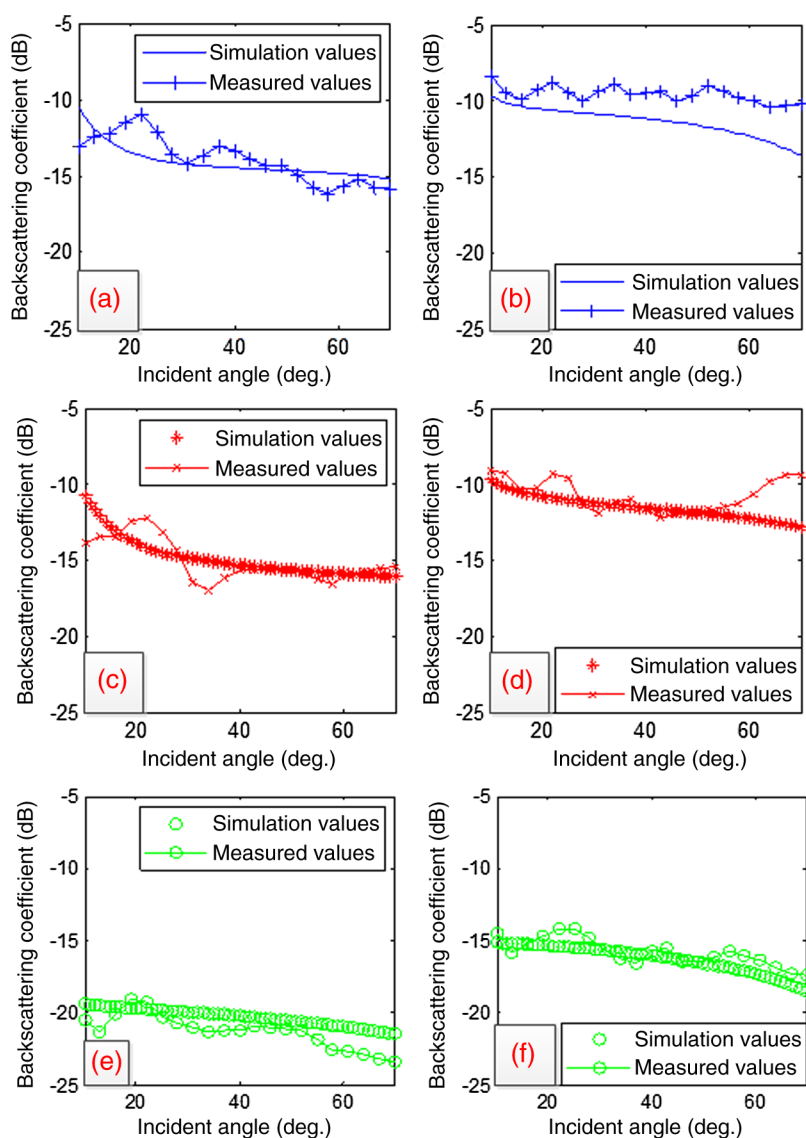 -5
-10
-15
-20
-25
Backscattering coefficient (dB)
Simulation values
Measured values
(a)
20 40 60
Incident angle (deg.)
-5
-10
-15
-20
-25
Backscattering coefficient (dB)
(b)
Simulation values
Measured values
20 40 60
Incident angle (deg.)
-5
-10
-15
-20
-25
Backscattering coefficient (dB)
Simulation values
Measured values
(c)
20 40 60
Incident angle (deg.)
-5
-10
-15
-20
-25
Backscattering coefficient (dB)
(d)
Simulation values
Measured values
20 40 60
Incident angle (deg.)
-5
-10
-15
-20
-25
Backscattering coefficient (dB)
Simulation values
Measured values
(e)
20 40 60
Incident angle (deg.)
-5
-10
-15
-20
-25
Backscattering coefficient (dB)
(f)
Simulation values
Measured values
20 40 60
Incident angle (deg.)